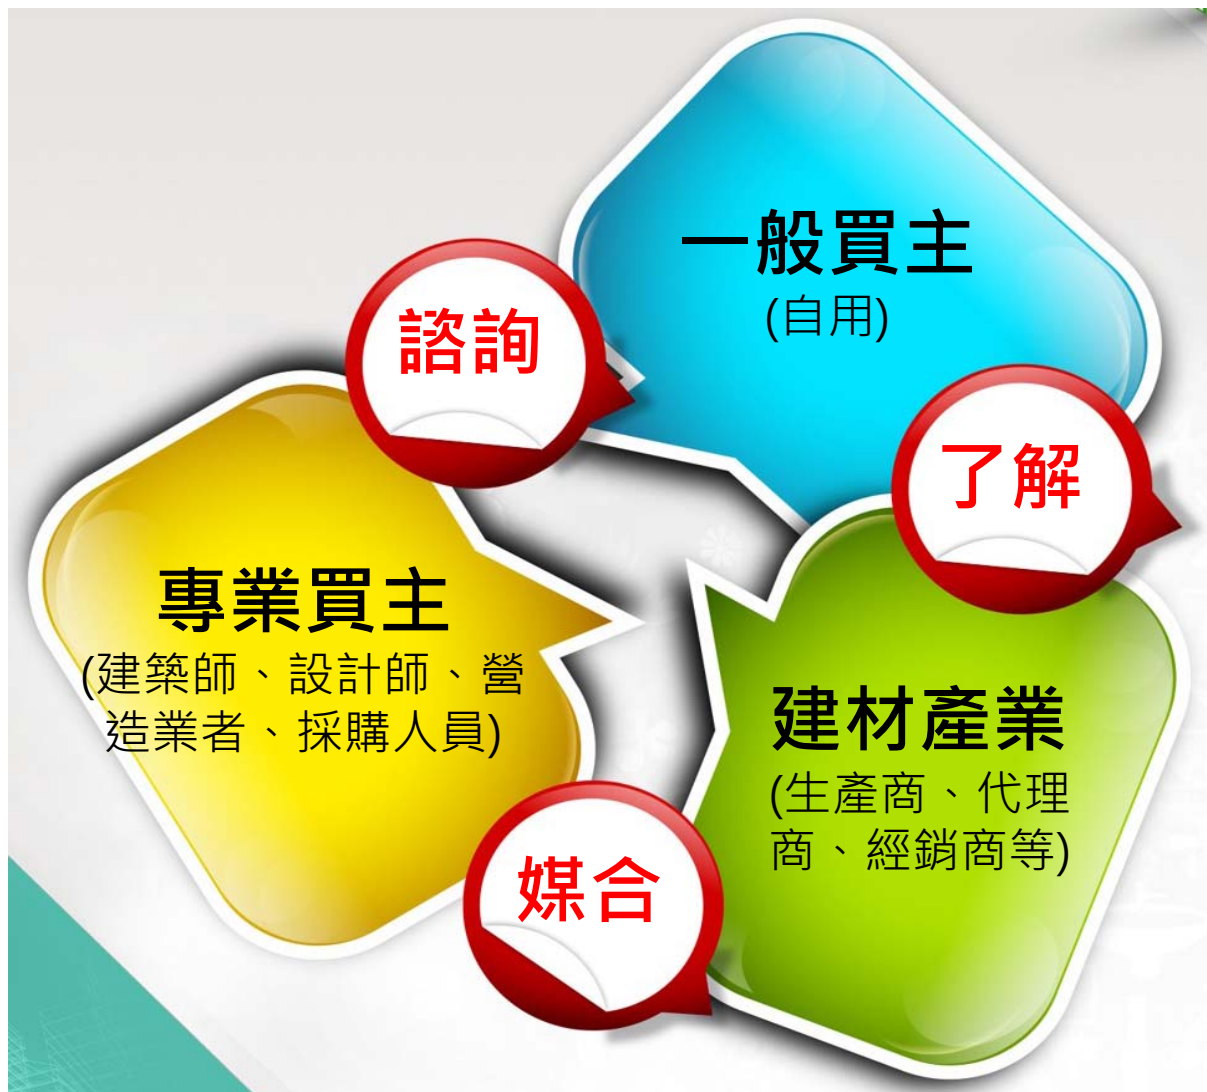 一般買主
(自用)
諮詢
了解
專業買主
(建築師、設計師、營
造業者、採購人員)
建材產業
(生產商、代理
商、經銷商等)
媒合